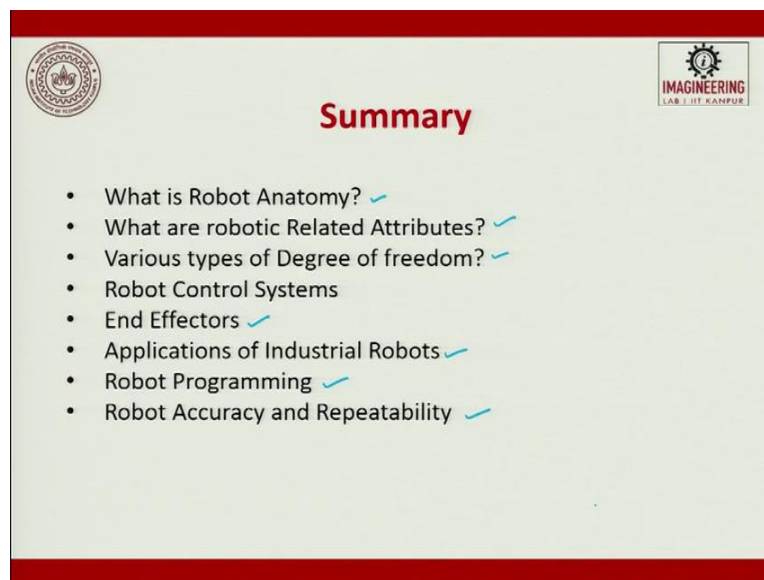 IMAGINEERING
LAB | IIT KANPUR
Summary
• What is Robot Anatomy?
• What are robotic Related Attributes?
• Various types of Degree of freedom?
• Robot Control Systems
• End Effectors
• Applications of Industrial Robots
• Robot Programming
• Robot Accuracy and Repeatability